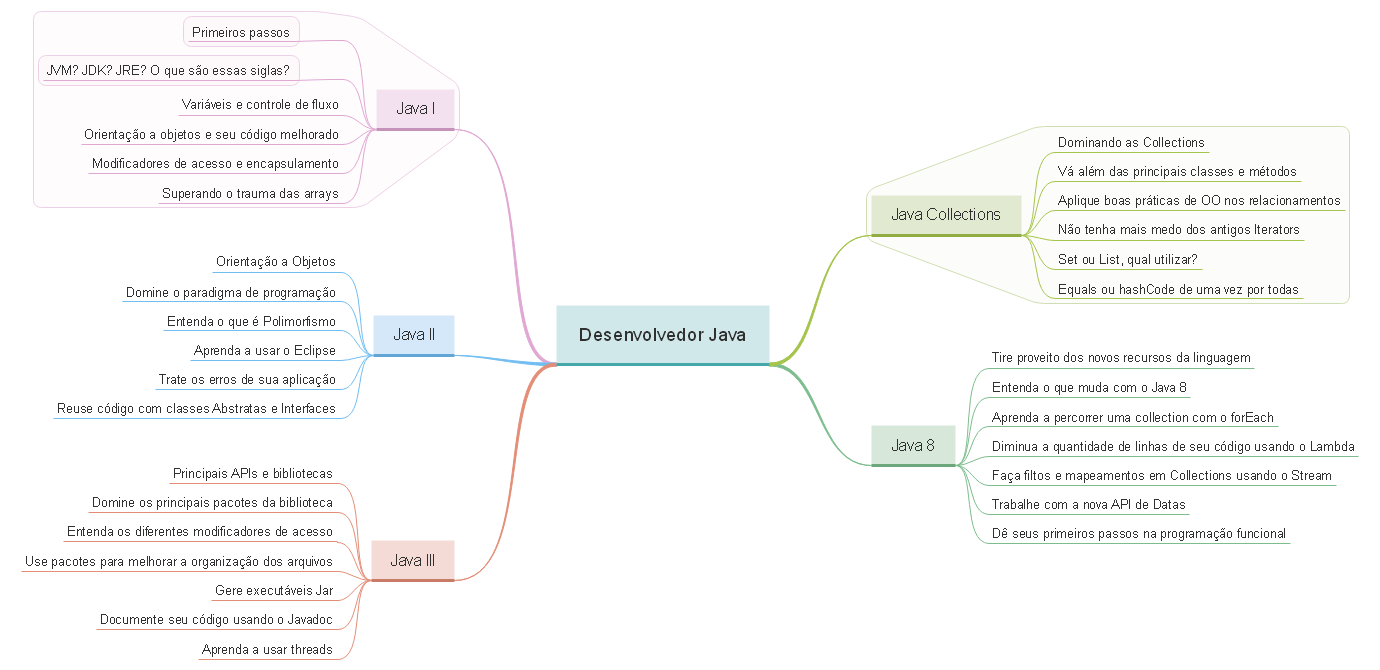 Desenvolvedor Java
Java I
Primeiros passos
JVM? JDK? JRE? O que são essas siglas?
Variáveis e controle de fluxo
Orientação a objetos e seu código melhorado
Modificadores de acesso e encapsulamento
Superando o trauma das arrays
Java II
Orientação a Objetos
Domine o paradigma de programação
Entenda o que é Polimorfismo
Aprenda a usar o Eclipse
Trate os erros de sua aplicação
Reuse código com classes Abstratas e Interfaces
Java III
Principais APIs e bibliotecas
Domine os principais pacotes da biblioteca
Entenda os diferentes modificadores de acesso
Use pacotes para melhorar a organização dos arquivos
Gere executáveis Jar
Documente seu código usando o Javadoc
Aprenda a usar threads
Java Collections
Dominando as Collections
Vá além das principais classes e métodos
Aplique boas práticas de OO nos relacionamentos
Não tenha mais medo dos antigos Iterators
Set ou List, qual utilizar?
Equals ou hashCode de uma vez por todas
Java 8
Tire proveito dos novos recursos da linguagem
Entenda o que muda com o Java 8
Aprenda a percorrer uma collection com o forEach
Diminua a quantidade de linhas de seu código usando o Lambda
Faça filtos e mapeamentos em Collections usando o Stream
Trabalhe com a nova API de Datas
Dê seus primeiros passos na programação funcional